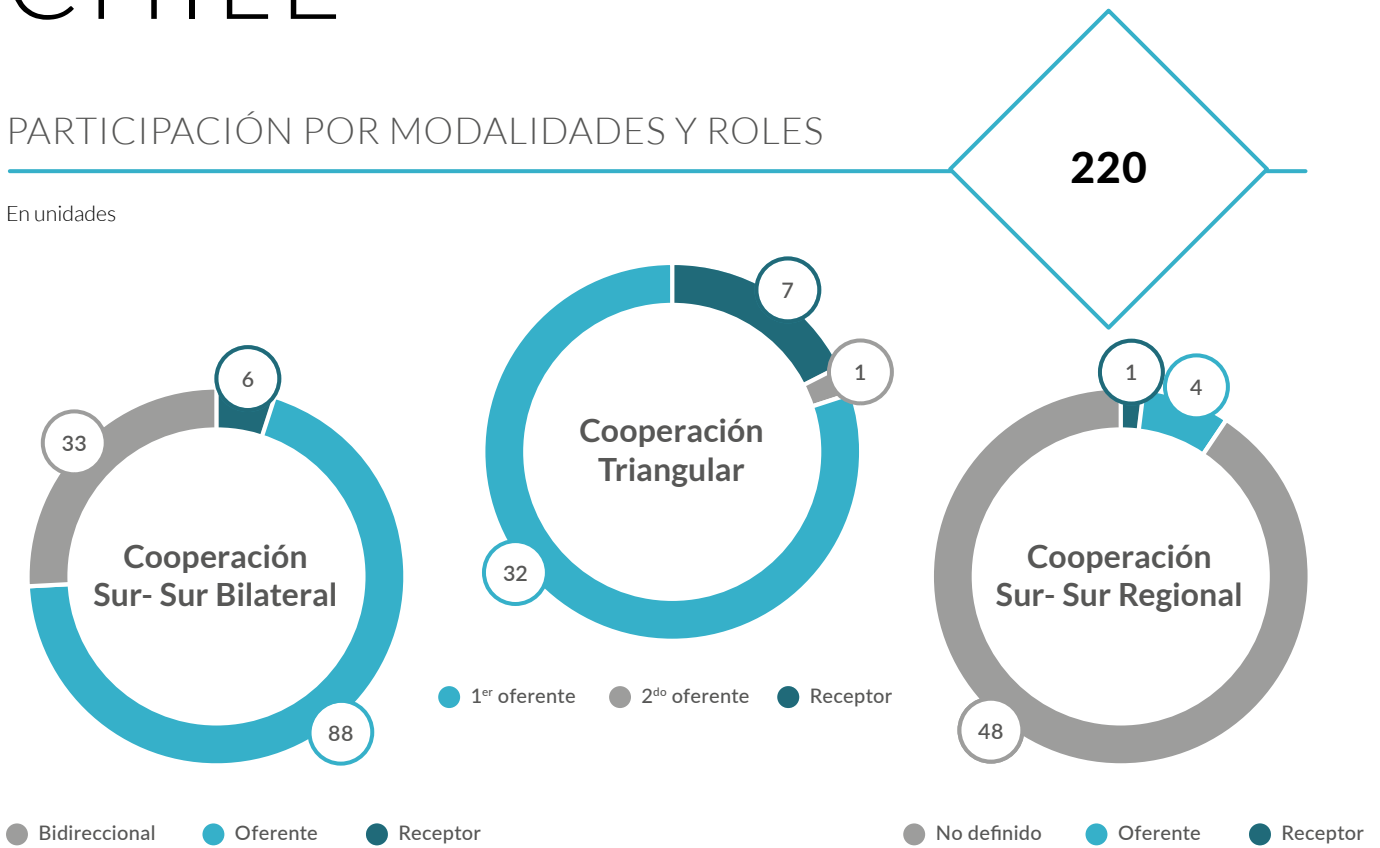 CHILE
PARTICIPACIÓN POR MODALIDADES Y ROLES
220
En unidades
6
33
Cooperación
Sur- Sur Bilateral
88
Bidireccional
Oferente
Receptor
7
1
Cooperación
Triangular
32
1er oferente
2do oferente
Receptor
1
4
Cooperación
Sur- Sur Regional
48
No definido
Oferente
Receptor